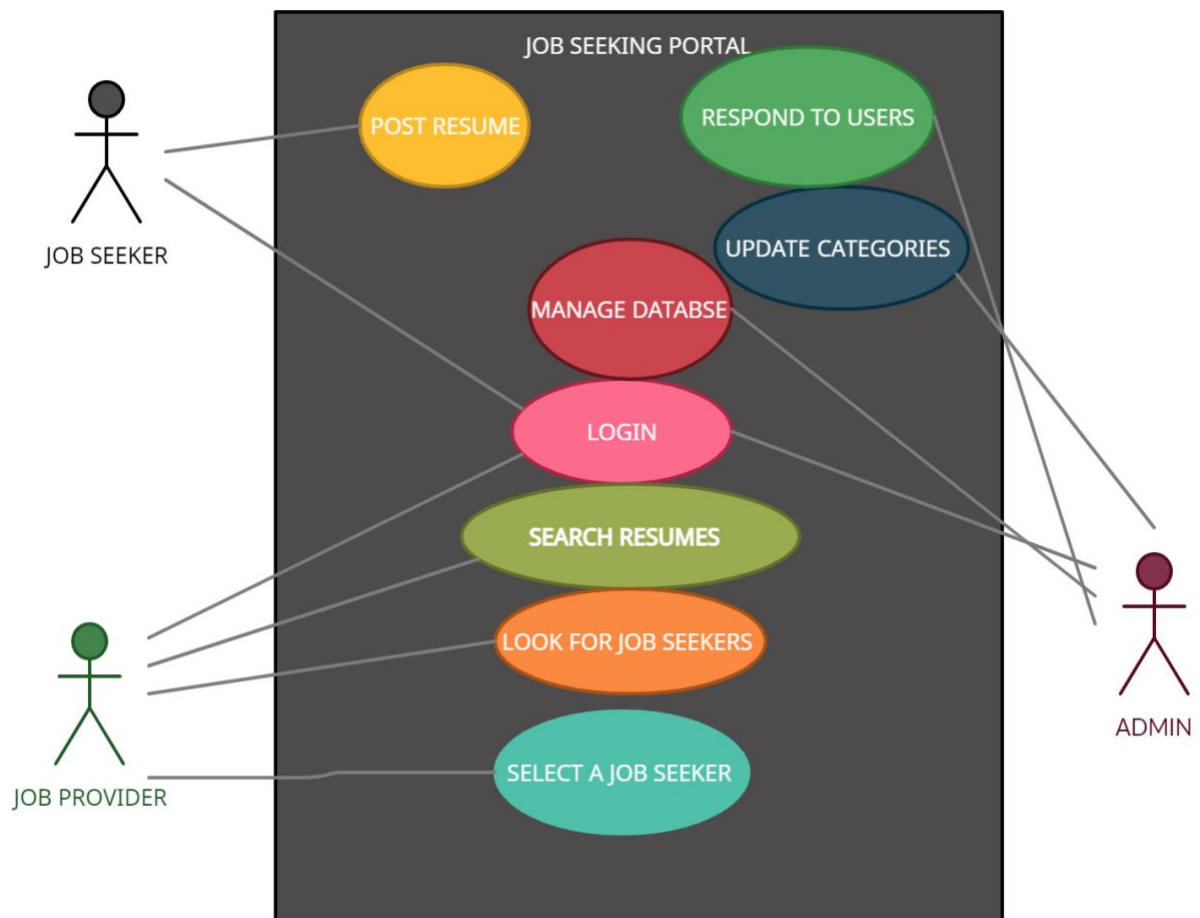 JOB SEEKING PORTAL
POST RESUME
RESPOND TO USERS
JOB SEEKER
UPDATE CATEGORIES
MANAGE DATABSE
LOGIN
SEARCH RESUMES
LOOK FOR JOB SEEKERS
ADMIN
SELECT A JOB SEEKER
JOB PROVIDER